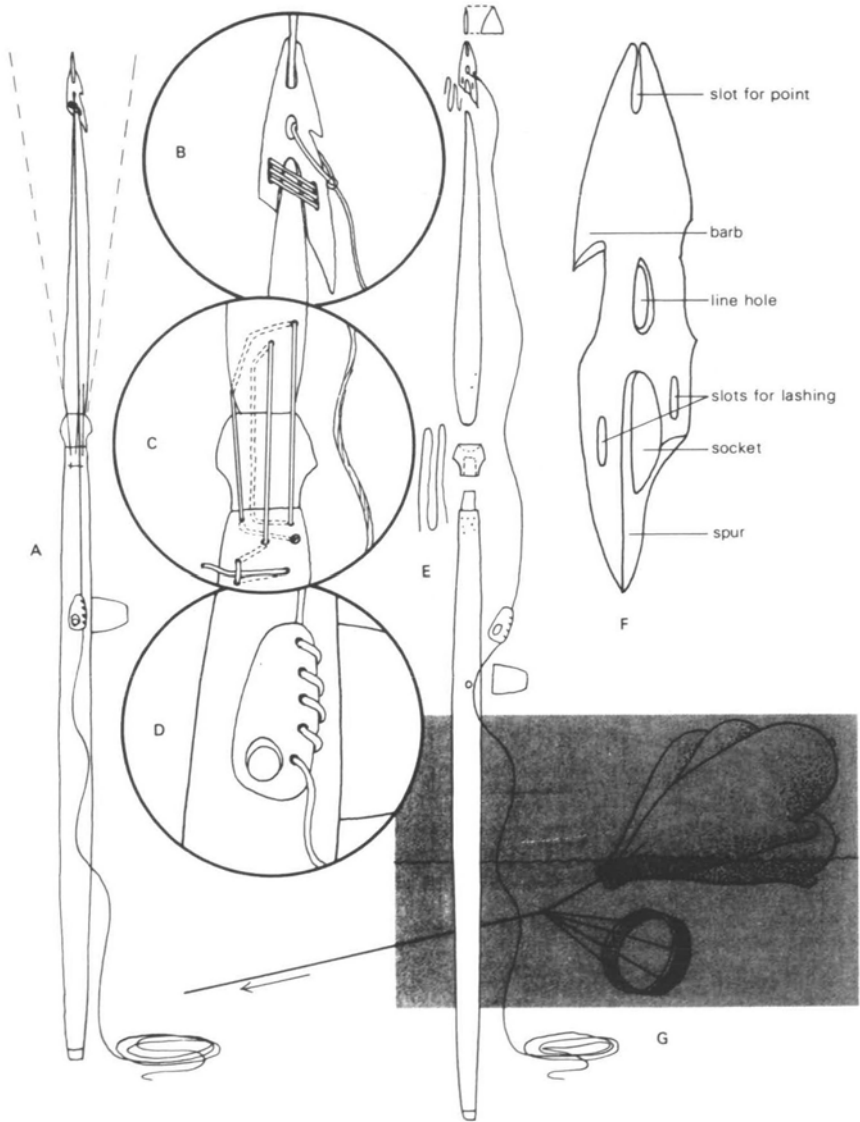 B
slot for point
barb
line hole
C
slots for lashing
socket
A
E
spur
F
D
G